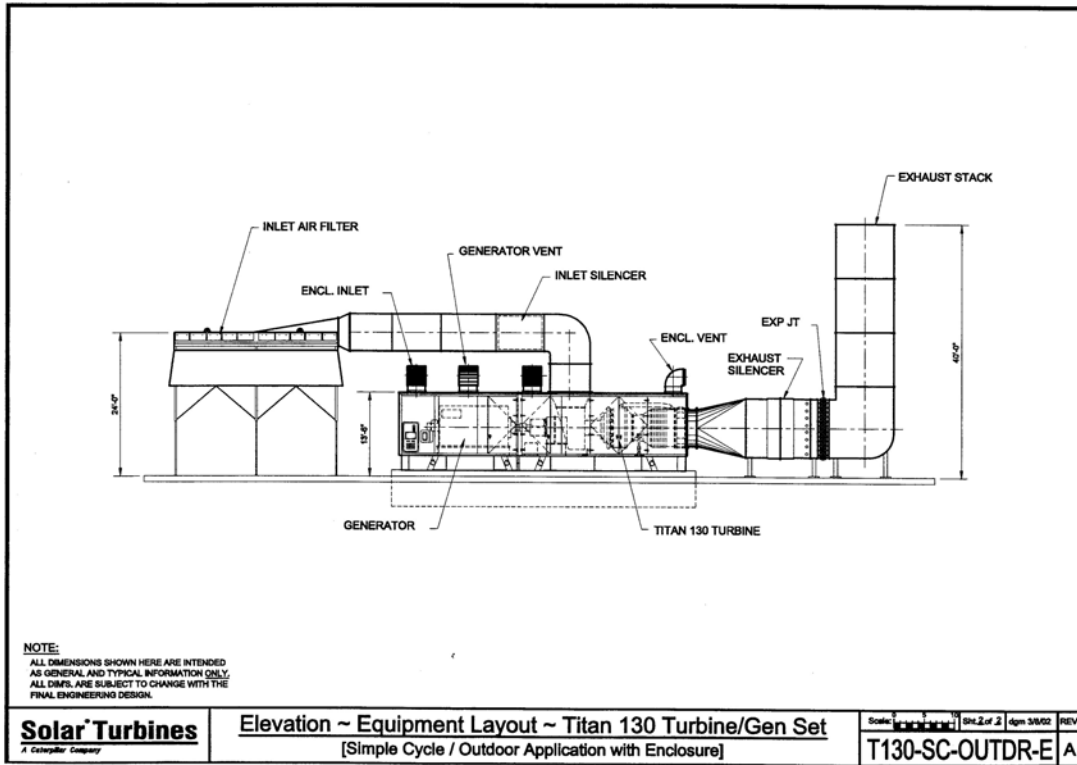 EXHAUST STACK
INLET AIR FILTER
GENERATOR VENT
INLET SILENCER
ENCL. INLET
EXP JT
ENCL. VENT
EXHAUST
SILENCER
24'-0"
13'-6"
40'-0"
GENERATOR
TITAN 130 TURBINE
NOTE:
ALL DIMENSIONS SHOWN HERE ARE INTENDED
AS GENERAL AND TYPICAL INFORMATION ONLY.
ALL DIM'S. ARE SUBJECT TO CHANGE WITH THE
FINAL ENGINEERING DESIGN.
Solar Turbines
A Caterpillar Company
Elevation ~ Equipment Layout ~ Titan 130 Turbine/Gen Set
[Simple Cycle / Outdoor Application with Enclosure]
Scale: 0 5 10 Sht.2 of 2 dgm 3/8/02 REV
T130-SC-OUTDR-E A